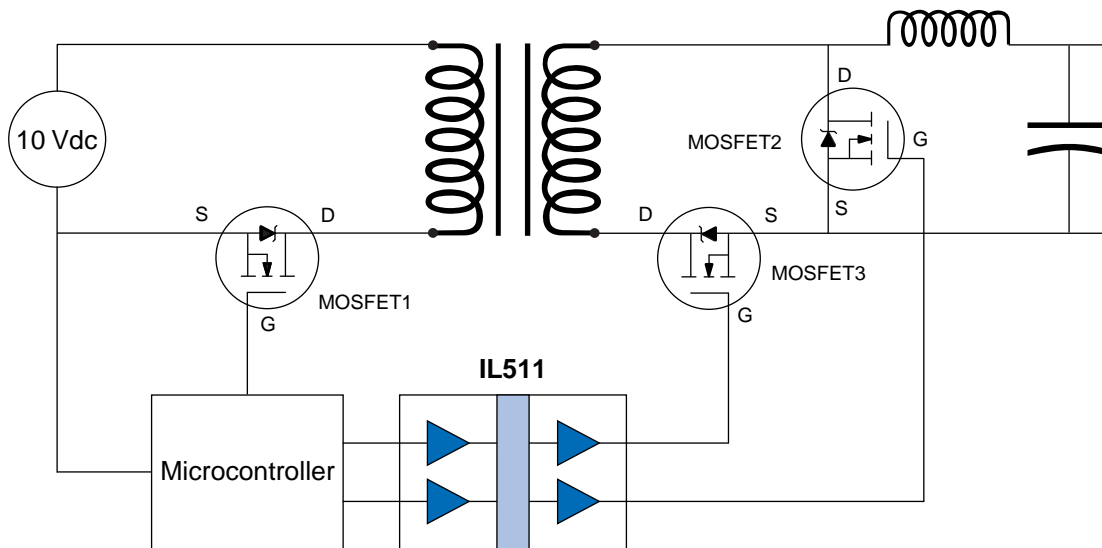 D
10 Vdc
MOSFET2
G
S
S
D
D
S
MOSFET3
MOSFET1
G
G
IL511
Microcontroller